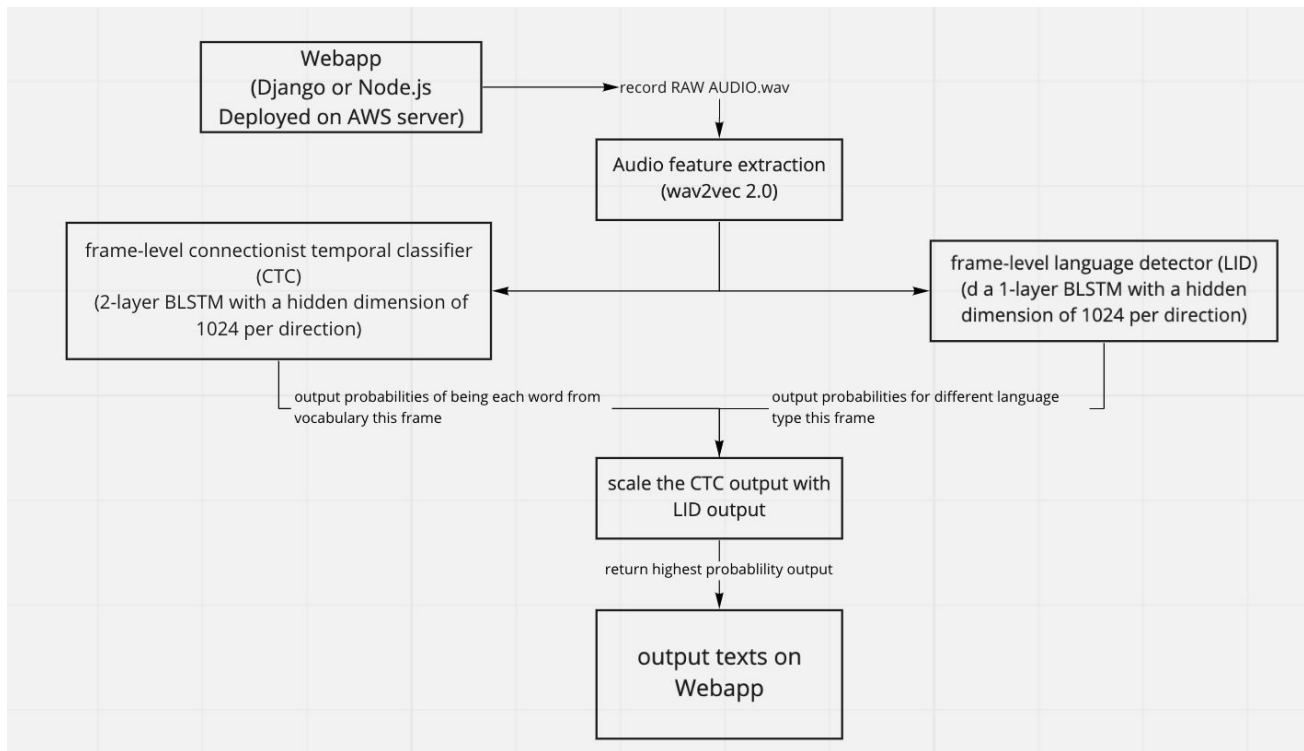 Webapp
(Django or Node.js
Deployed on AWS server)
record RAW AUDIO.wav
Audio feature extraction
(wav2vec 2.0)
frame-level connectionist temporal classifier
(CTC)
(2-layer BLSTM with a hidden dimension of
1024 per direction)
frame-level language detector (LID)
(d a 1-layer BLSTM with a hidden
dimension of 1024 per direction)
output probabilities of being each word from
vocabulary this frame
output probabilities for different language
type this frame
scale the CTC output with
LID output
return highest probablility output
output texts on
Webapp